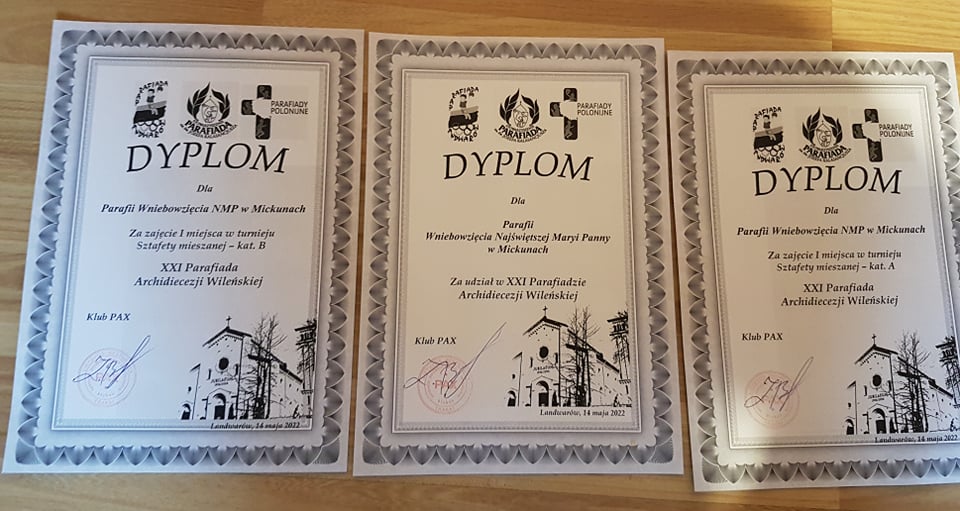 PARAFIADA
PARAFIADY
POLONIJNE
DYPLOM
Dla
Parafii Wniebowzięcia NMP w Mickunach
Za zajęcie I miejsca w turnieju
Sztafety mieszanej – kat. B
XXI Parafiada
Archidiecezji Wileńskiej
Klub PAX
Landwarów, 14 maja 2022
PARAFIADA
PARAFIADY
POLONIJNE
DYPLOM
Dla
Parafii
Wniebowzięcia Najświętszej Maryi Panny
w Mickunach
Za udział w XXI Parafiadzie
Archidiecezji Wileńskiej
Klub PAX
Landwarów, 14 maja 2022
PARAFIADA
PARAFIADY
POLONIJNE
DYPLOM
Dla
Parafii Wniebowzięcia NMP w Mickunach
Za zajęcie I miejsca w turnieju
Sztafety mieszanej – kat. A
XXI Parafiada
Archidiecezji Wileńskiej
Klub PAX
Landwarów, 14 maja 2022